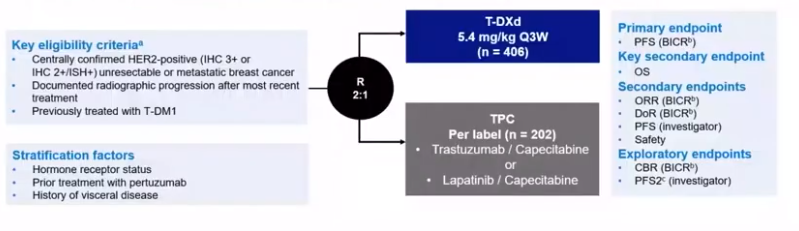 Key eligibility criteriaᵃ
• Centrally confirmed HER2-positive (IHC 3+ or
IHC 2+/ISH+) unresectable or metastatic breast cancer
• Documented radiographic progression after most recent
treatment
• Previously treated with T-DM1
Stratification factors
• Hormone receptor status
• Prior treatment with pertuzumab
• History of visceral disease
R
2:1
T-DXd
5.4 mg/kg Q3W
(n = 406)
TPC
Per label (n = 202)
• Trastuzumab / Capecitabine
or
• Lapatinib / Capecitabine
Primary endpoint
• PFS (BICRᵇ)
Key secondary endpoint
• OS
Secondary endpoints
• ORR (BICRᵇ)
• DoR (BICRᵇ)
• PFS (investigator)
• Safety
Exploratory endpoints
• CBR (BICRᵇ)
• PFS2ᶜ (investigator)